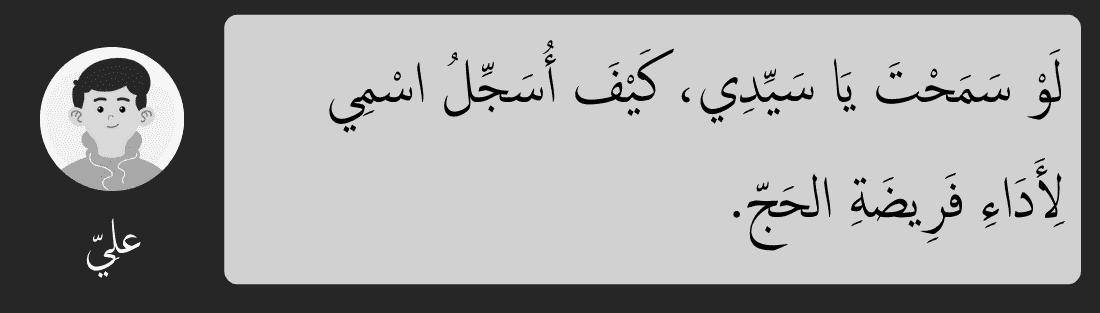 لَوْ سَمَحْتَ يَا سَيِّدِي، كَيْفَ أُسَجِّلُ اسْمِي
لِأَدَاءِ فَرِيضَةِ الحَجّ.
عليّ